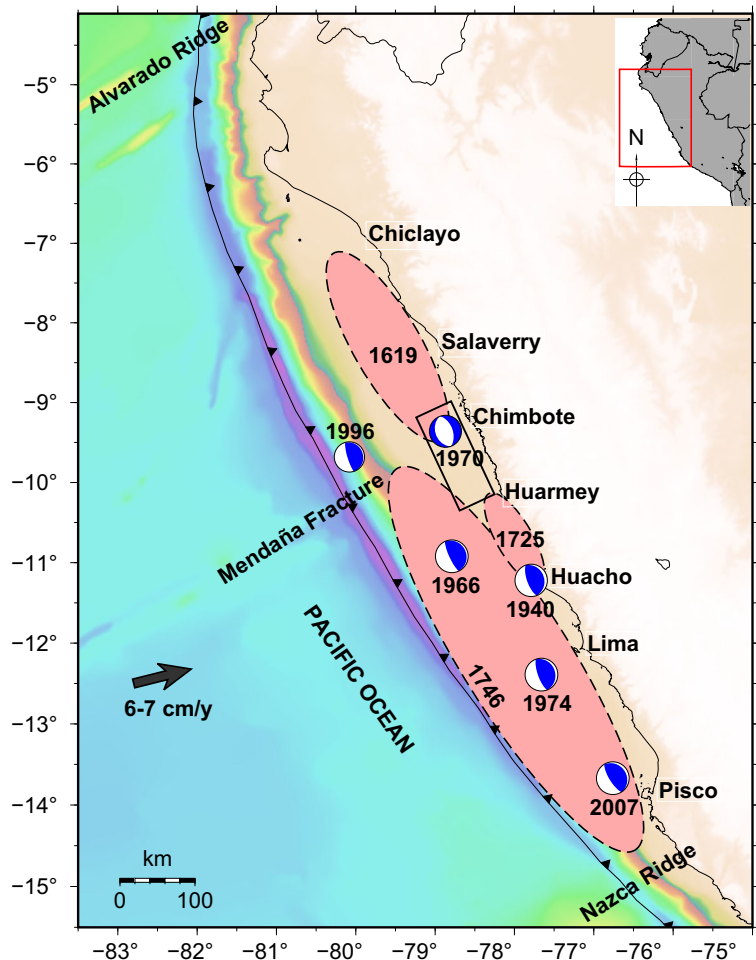 Alvarado Ridge
N
Chiclayo
1619
Salaverry
Chimbote
1996
1970
Mendaña Fracture
Huarmey
1725
1966
Huacho
1940
PACIFIC OCEAN
Lima
1746
1974
6-7 cm/y
2007
Pisco
Nazca Ridge
km
0 100
−5°
−6°
−7°
−8°
−9°
−10°
−11°
−12°
−13°
−14°
−15°
−83° −82° −81° −80° −79° −78° −77° −76° −75°